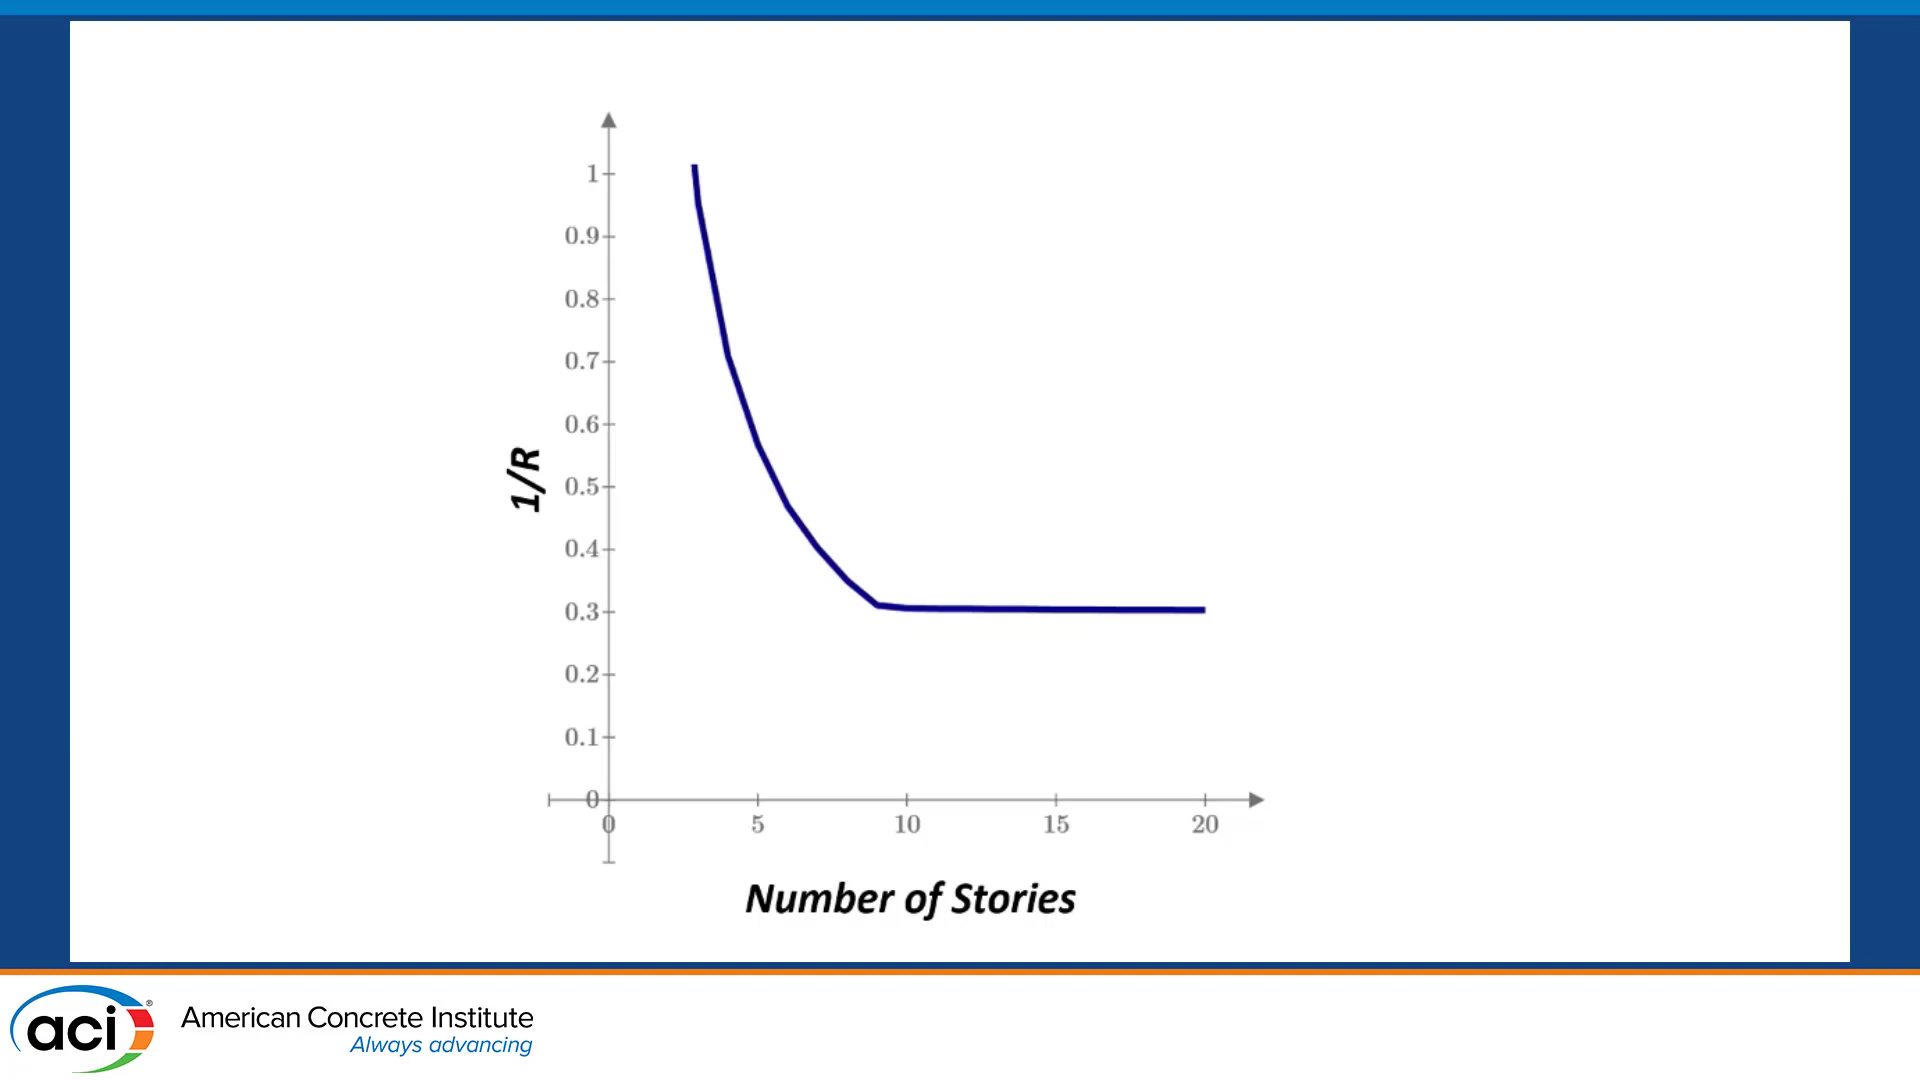 1
0.9
0.8
0.7
0.6
1/R
0.5
0.4
0.3
0.2
0.1
0
0 5 10 15 20
Number of Stories
aci® American Concrete Institute
Always advancing